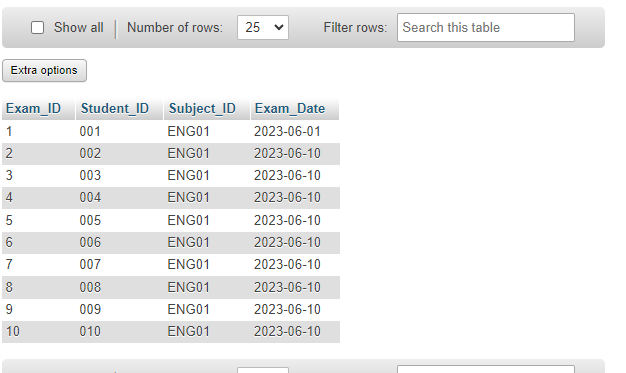 Show all Number of rows: 25 Filter rows: Search this table
Extra options
Exam_ID Student_ID Subject_ID Exam_Date
1 001 ENG01 2023-06-01
2 002 ENG01 2023-06-10
3 003 ENG01 2023-06-10
4 004 ENG01 2023-06-10
5 005 ENG01 2023-06-10
6 006 ENG01 2023-06-10
7 007 ENG01 2023-06-10
8 008 ENG01 2023-06-10
9 009 ENG01 2023-06-10
10 010 ENG01 2023-06-10